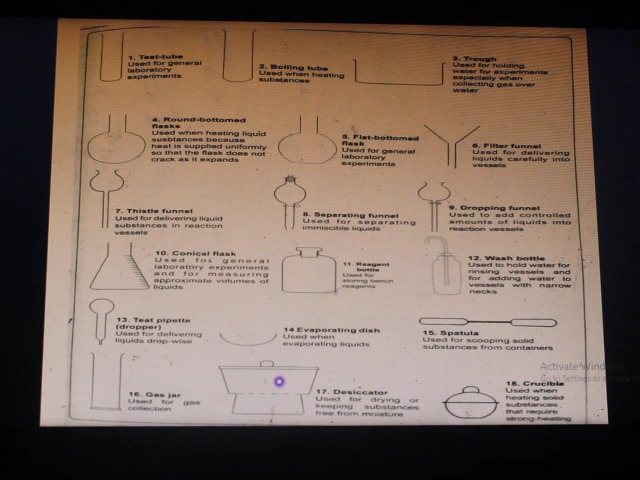 1. Test-tube
Used for general
laboratory
experiments
2. Boiling tube
Used when heating
substances
3. Trough
Used for holding
water for experiments
especially when
collecting gas over
water
4. Round-bottomed
flasks
Used when heating liquid
susbtances because
heat is supplied uniformly
so that the flask does not
crack as it expands
5. Flat-bottomed
flask
Used for general
laboratory
experiments
6. Filter funnel
Used for delivering
liquids carefully into
vessels
7. Thistle funnel
Used for delivering liquid
substances in reaction
vessels
8. Separating funnel
Used for separating
immiscible liquids
9. Dropping funnel
Used to add controlled
amounts of liquids into
reaction vessels
10. Conical flask
Used for general
laboratory experiments
and for measuring
approximate volumes of
liquids
11. Reagent
bottle
Used for
storing bench
reagents
12. Wash bottle
Used to hold water for
rinsing vessels and
for adding water to
vessels with narrow
necks
13. Teat pipette
(dropper)
Used for delivering
liquids drop-wise
14 Evaporating dish
Used when
evaporating liquids
15. Spatula
Used for scooping solid
substances from containers
16. Gas jar
Used for gas
collection
17. Desiccator
Used for drying or
keeping substances
free from moisture
18. Crucible
Used when
heating solid
substances
that require
strong heating
Activate Wind
Go to Settings to